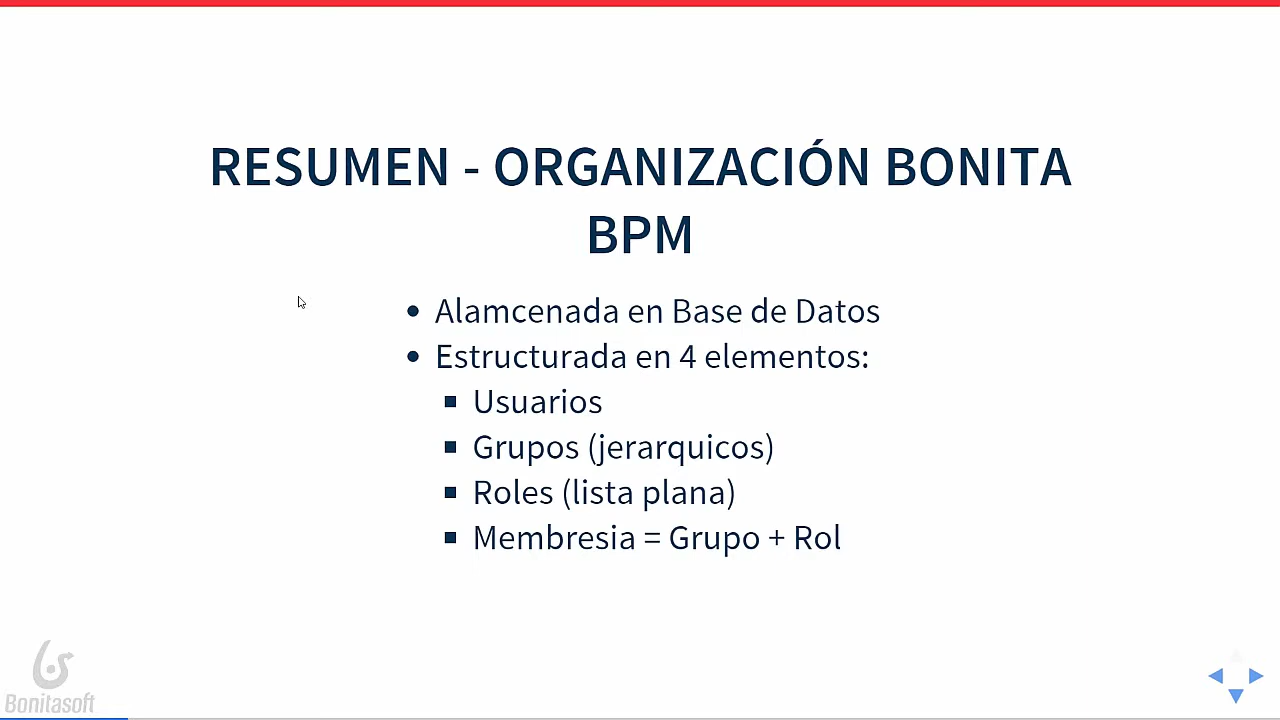 RESUMEN - ORGANIZACIÓN BONITA
BPM
Alamcenada en Base de Datos
Estructurada en 4 elementos:
Usuarios
Grupos (jerarquicos)
Roles (lista plana)
Membresia = Grupo + Rol
Bonitasoft